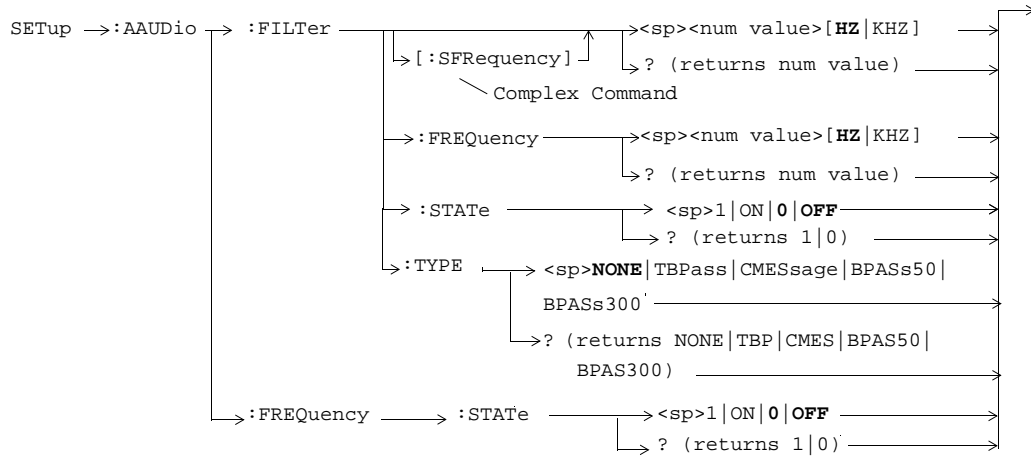 SETup :AAUDio :FILTer <sp><num value>[HZ|KHZ]
[:SFRequency] ? (returns num value)
Complex Command
:FREQuency <sp><num value>[HZ|KHZ]
? (returns num value)
:STATe <sp>1|ON|0|OFF
? (returns 1|0)
:TYPE <sp>NONE|TBPass|CMESsage|BPASs50|
BPASs300
? (returns NONE|TBP|CMES|BPAS50|
BPAS300)
:FREQuency :STATe <sp>1|ON|0|OFF
? (returns 1|0)